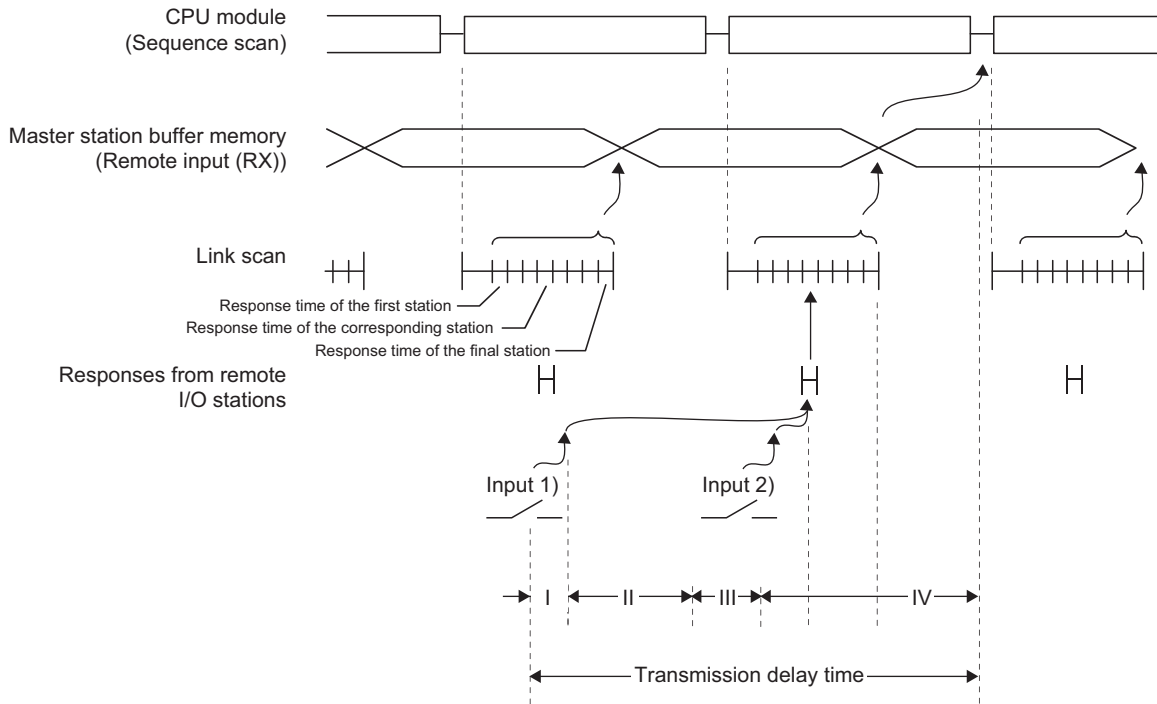 CPU module
(Sequence scan)
Master station buffer memory
(Remote input (RX))
Link scan
Response time of the first station
Response time of the corresponding station
Response time of the final station
Responses from remote
I/O stations
Input 1)
Input 2)
I
II
III
IV
Transmission delay time